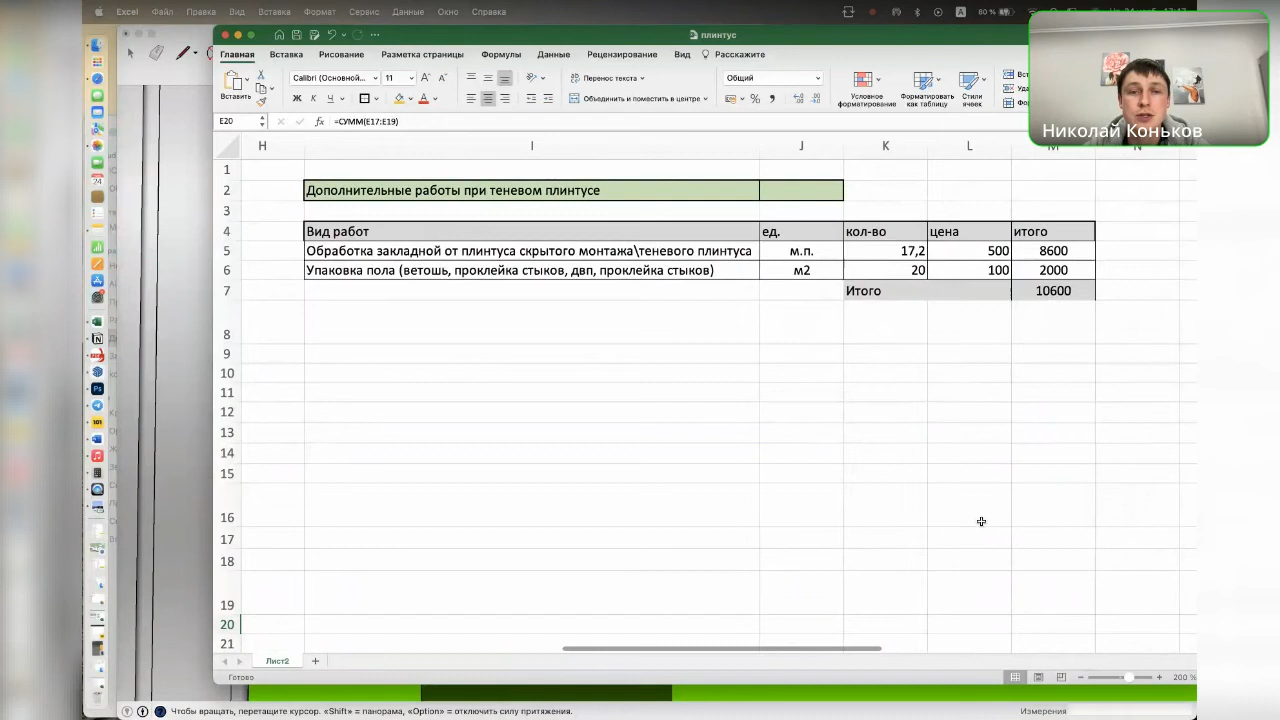 Excel Файл Правка Вид Вставка Формат Сервис Данные Окно Справка
A 80 %
плинтус
Главная Вставка Рисование Разметка страницы Формулы Данные Рецензирование Вид Расскажите
Вставить
Calibri (Основной... 11
Ж К Ч
Перенос текста
Объединить и поместить в центре
Общий
Условное форматирование
Форматировать как таблицу
Стили ячеек
Николай Коньков
E20 fx =СУММ(E17:E19)
H I J K L M N
1
2 Дополнительные работы при теневом плинтусе
3
4 Вид работ ед. кол-во цена итого
5 Обработка закладной от плинтуса скрытого монтажа\теневого плинтуса м.п. 17,2 500 8600
6 Упаковка пола (ветошь, проклейка стыков, двп, проклейка стыков) м2 20 100 2000
7 Итого 10600
8
9
10
11
12
13
14
15
16
17
18
19
20
21
Лист2
Готово 200 %
Чтобы вращать, перетащите курсор. «Shift» = панорама, «Option» = отключить силу притяжения. Измерения